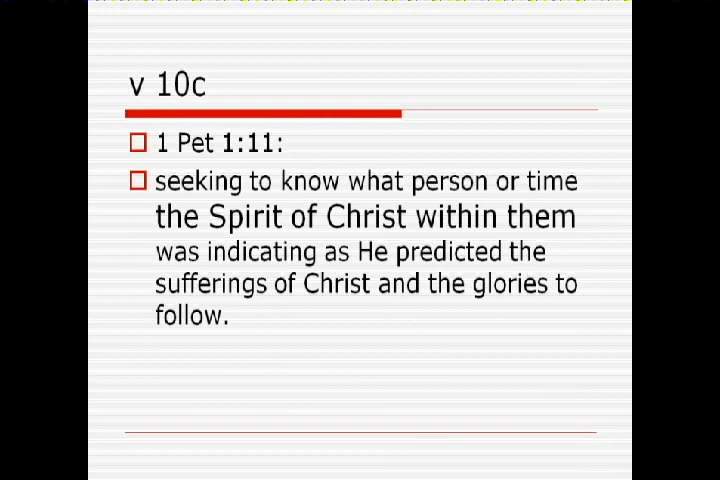 v 10c
1 Pet 1:11:
seeking to know what person or time
the Spirit of Christ within them
was indicating as He predicted the
sufferings of Christ and the glories to
follow.